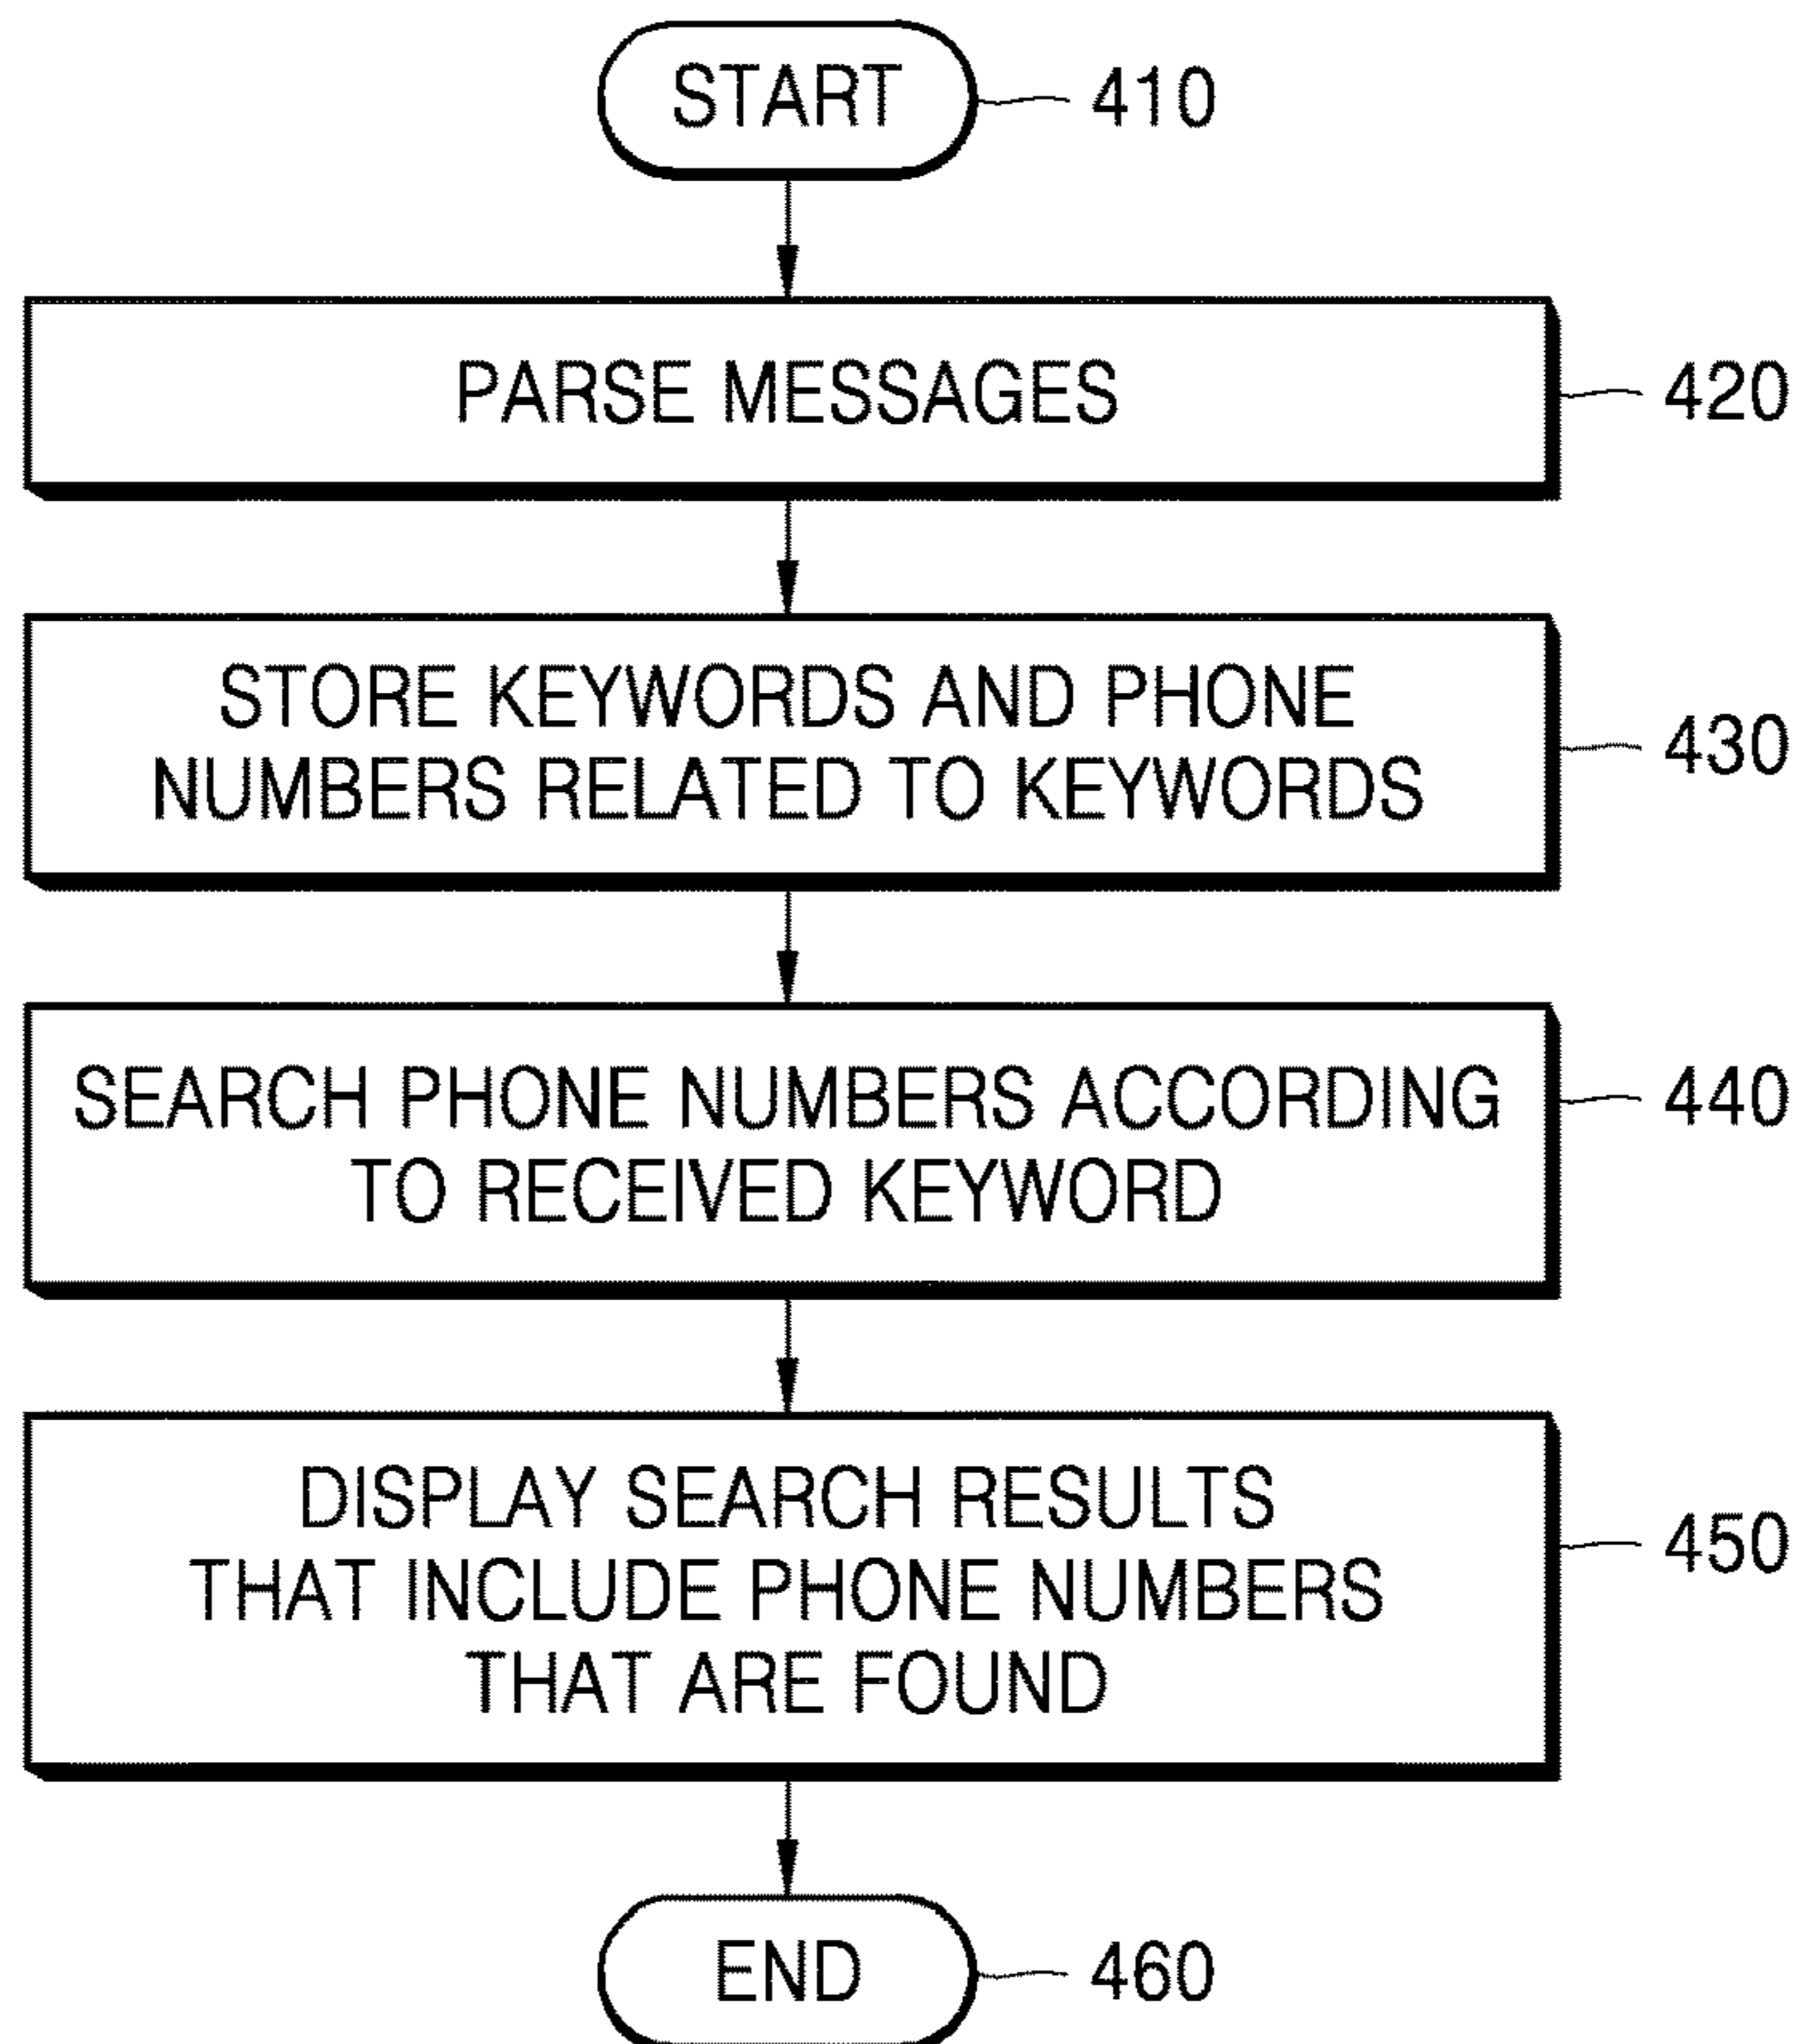 START 410
PARSE MESSAGES 420
STORE KEYWORDS AND PHONE
NUMBERS RELATED TO KEYWORDS
430
SEARCH PHONE NUMBERS ACCORDING
TO RECEIVED KEYWORD
440
DISPLAY SEARCH RESULTS
THAT INCLUDE PHONE NUMBERS
THAT ARE FOUND
450
END 460